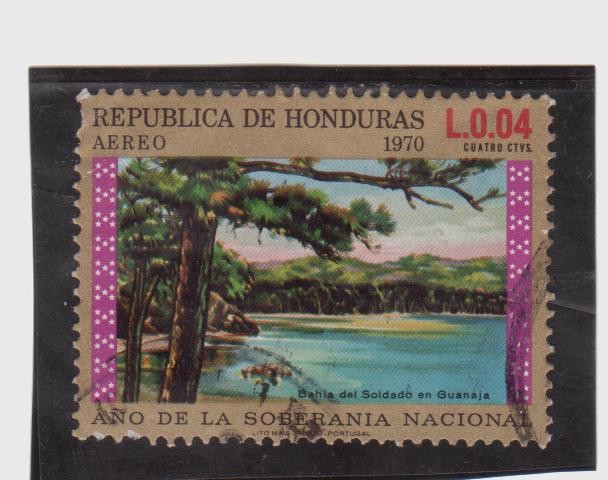 REPUBLICA DE HONDURAS
L.0.04
AEREO
1970
CUATRO CTVS.
Bahia del Soldado en Guanaja
AÑO DE LA SOBERANIA NACIONAL
PORTUGAL